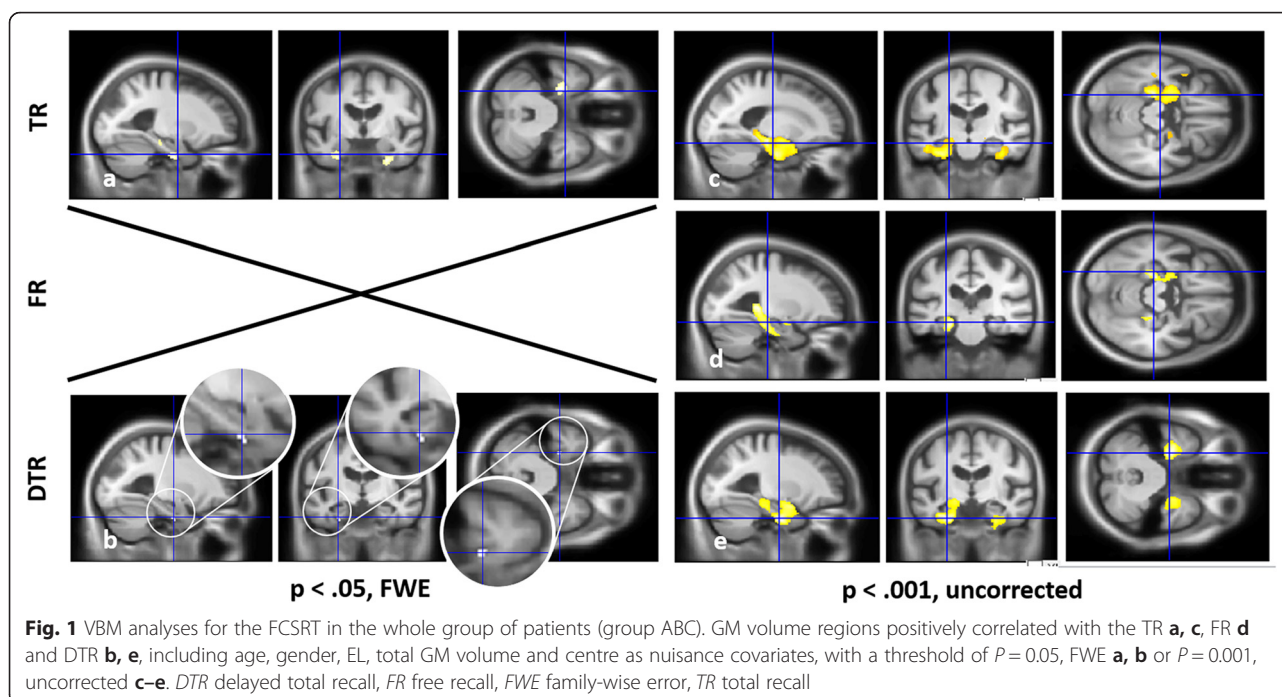 TR
a
c
FR
d
DTR
b
e
p < .05, FWE
p < .001, uncorrected
Fig. 1 VBM analyses for the FCSRT in the whole group of patients (group ABC). GM volume regions positively correlated with the TR a, c, FR d
and DTR b, e, including age, gender, EL, total GM volume and centre as nuisance covariates, with a threshold of P = 0.05, FWE a, b or P = 0.001,
uncorrected c–e. DTR delayed total recall, FR free recall, FWE family-wise error, TR total recall